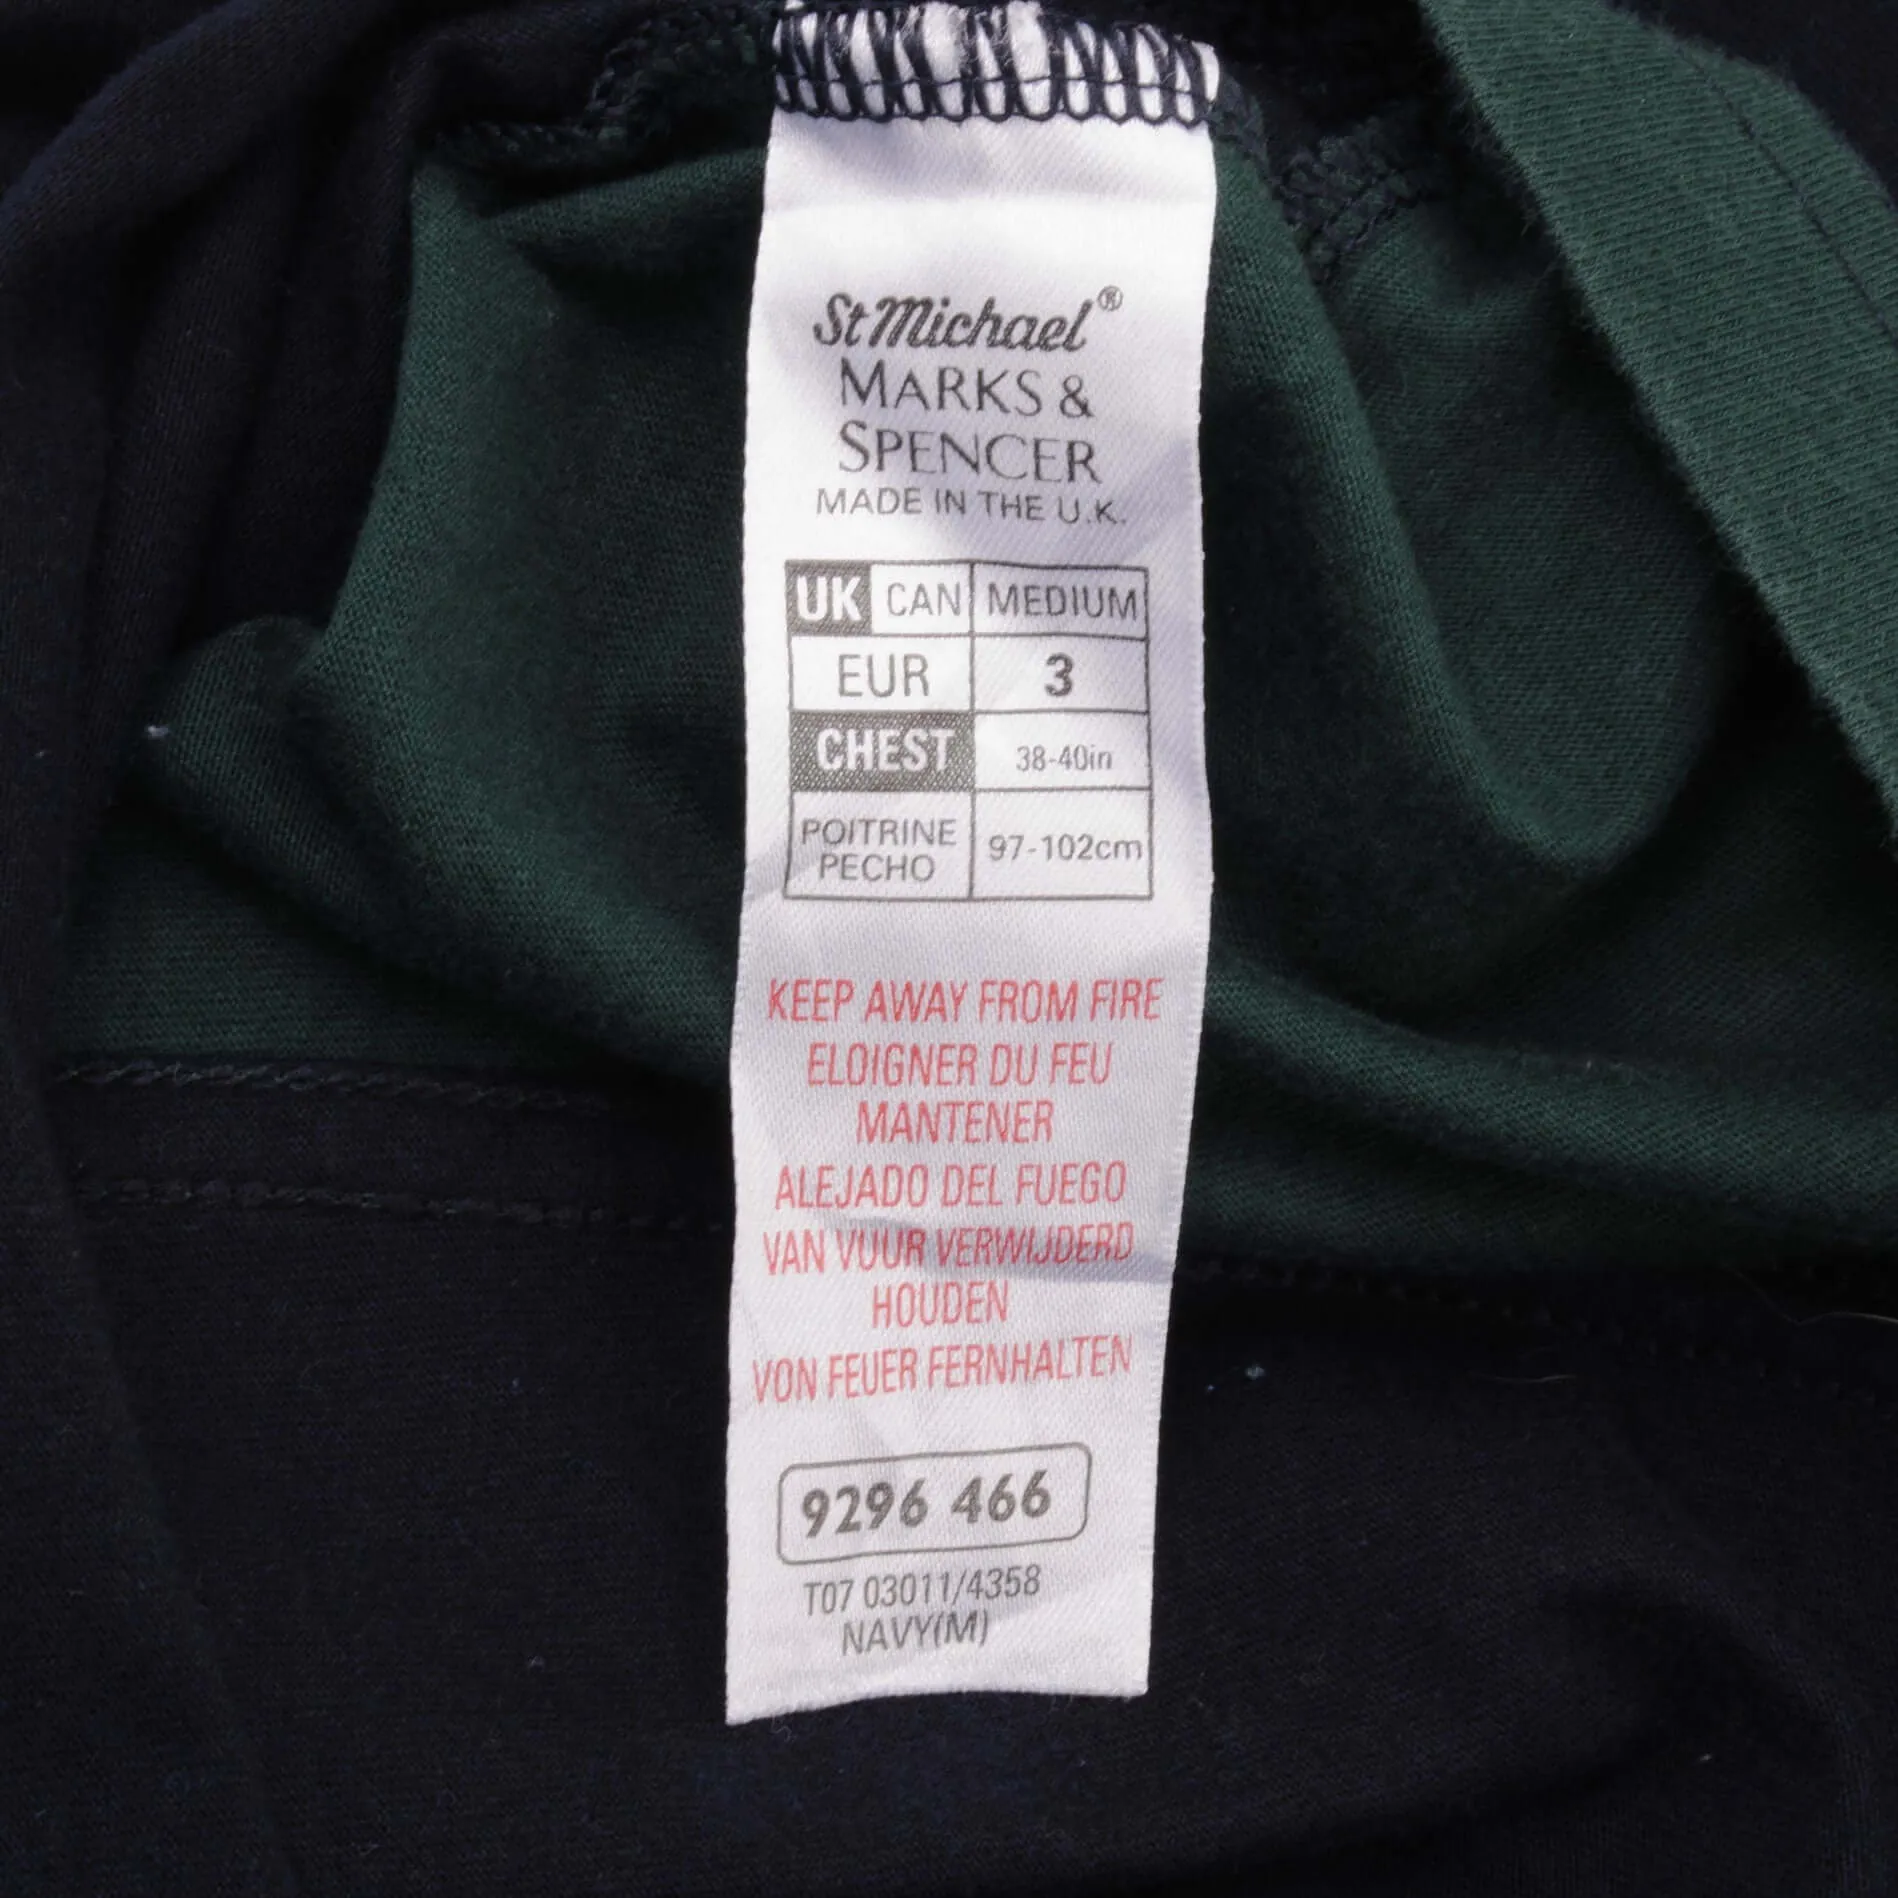 St Michael®
MARKS &
SPENCER
MADE IN THE U.K.
UK CAN MEDIUM
EUR 3
CHEST 38-40in
POITRINE
PECHO 97-102cm
KEEP AWAY FROM FIRE
ELOIGNER DU FEU
MANTENER
ALEJADO DEL FUEGO
VAN VUUR VERWIJDERD
HOUDEN
VON FEUER FERNHALTEN
9296 466
T07 03011/4358
NAVY(M)